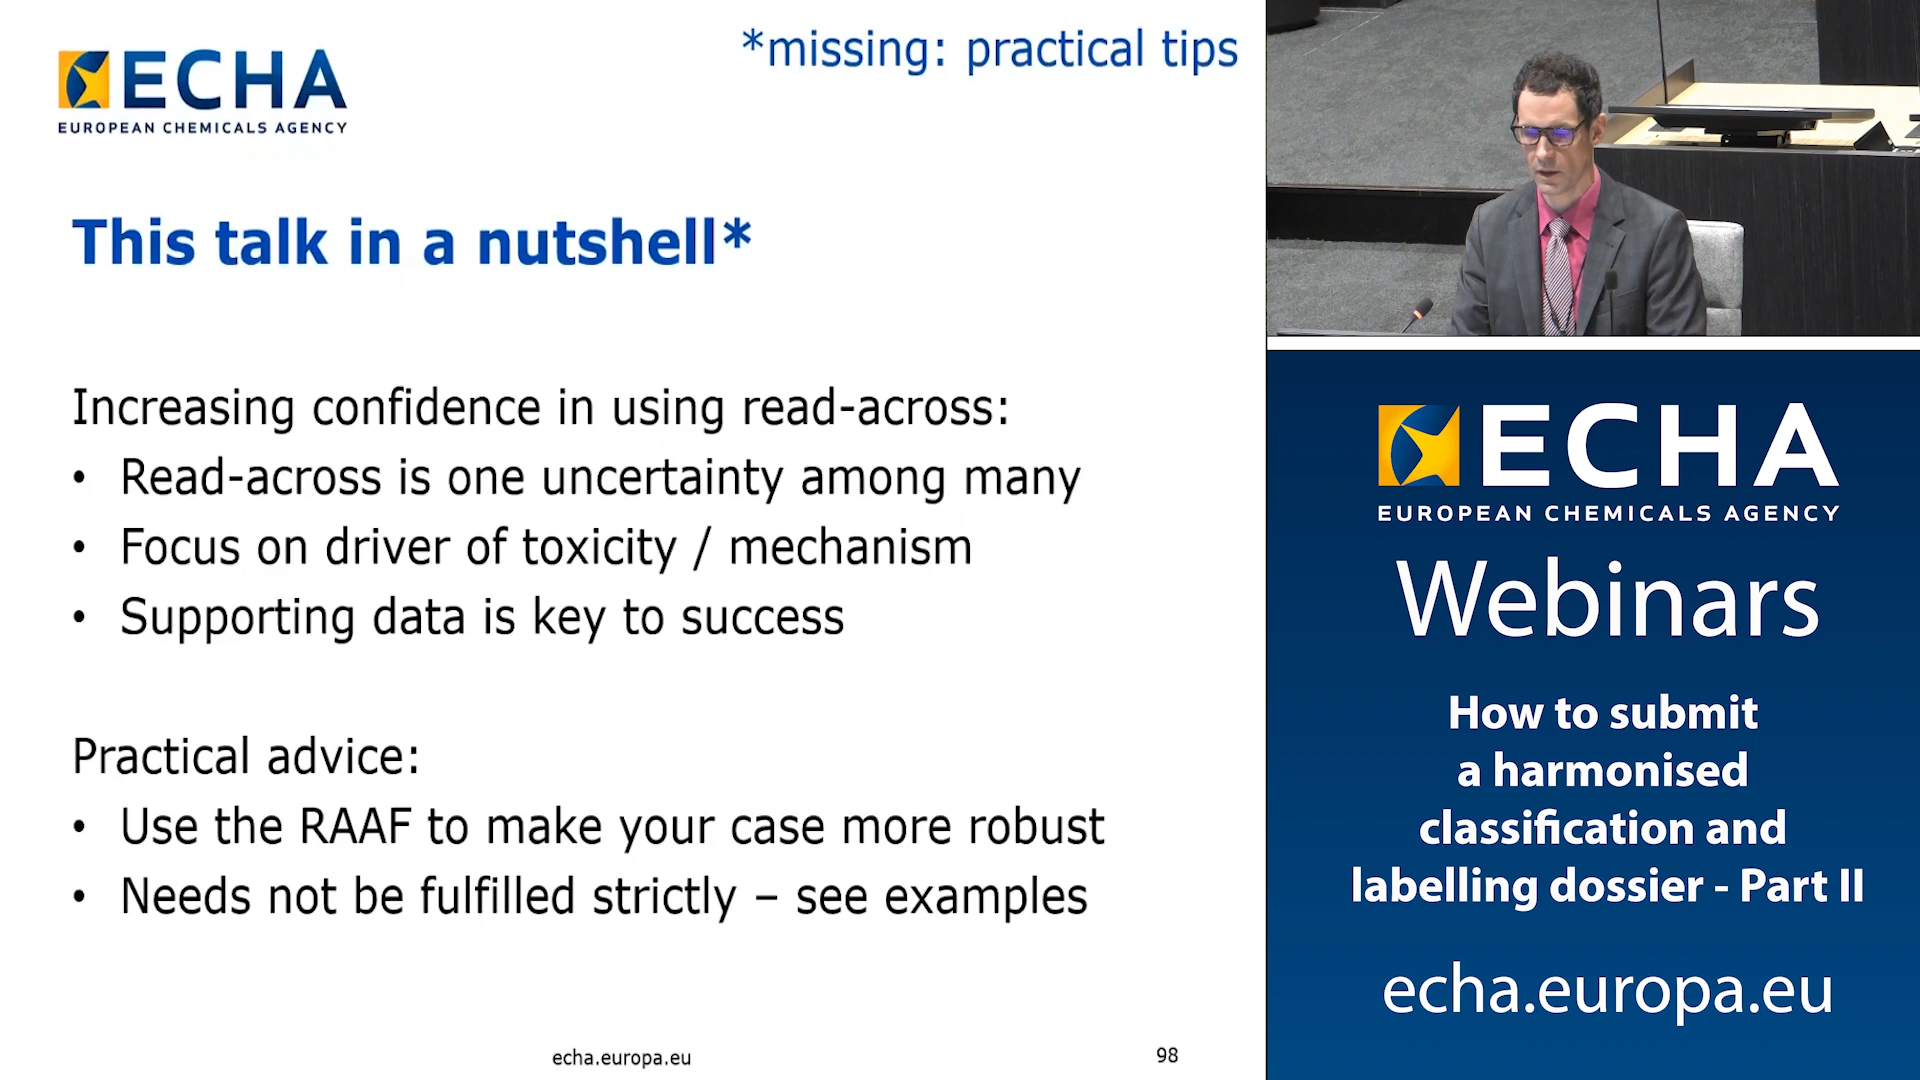 *missing: practical tips
ECHA
EUROPEAN CHEMICALS AGENCY
This talk in a nutshell*
Increasing confidence in using read-across:
• Read-across is one uncertainty among many
• Focus on driver of toxicity / mechanism
• Supporting data is key to success
Practical advice:
• Use the RAAF to make your case more robust
• Needs not be fulfilled strictly – see examples
echa.europa.eu
98
ECHA
EUROPEAN CHEMICALS AGENCY
Webinars
How to submit
a harmonised
classification and
labelling dossier - Part II
echa.europa.eu